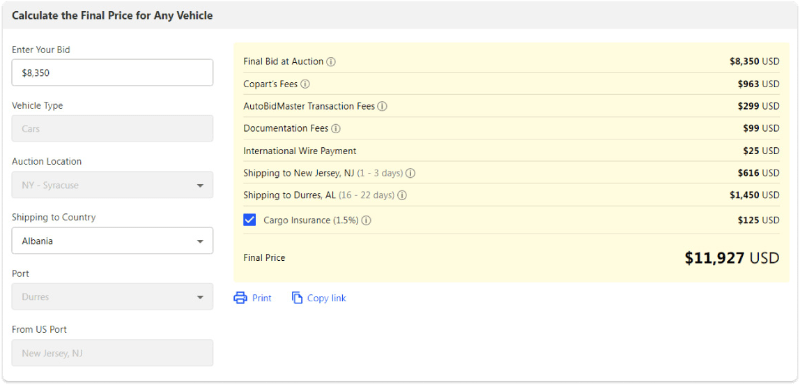 Calculate the Final Price for Any Vehicle
Enter Your Bid
$8,350
Vehicle Type
Cars
Auction Location
NY - Syracuse
Shipping to Country
Albania
Port
Durres
From US Port
New Jersey, NJ
Final Bid at Auction $8,350 USD
Copart's Fees $963 USD
AutoBidMaster Transaction Fees $299 USD
Documentation Fees $99 USD
International Wire Payment $25 USD
Shipping to New Jersey, NJ (1 - 3 days) $616 USD
Shipping to Durres, AL (16 - 22 days) $1,450 USD
Cargo Insurance (1.5%) $125 USD
Final Price $11,927 USD
Print Copy link